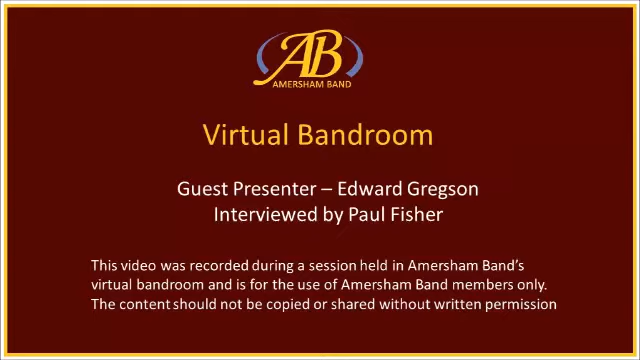 AB
AMERSHAM BAND
Virtual Bandroom
Guest Presenter – Edward Gregson
Interviewed by Paul Fisher
This video was recorded during a session held in Amersham Band's
virtual bandroom and is for the use of Amersham Band members only.
The content should not be copied or shared without written permission